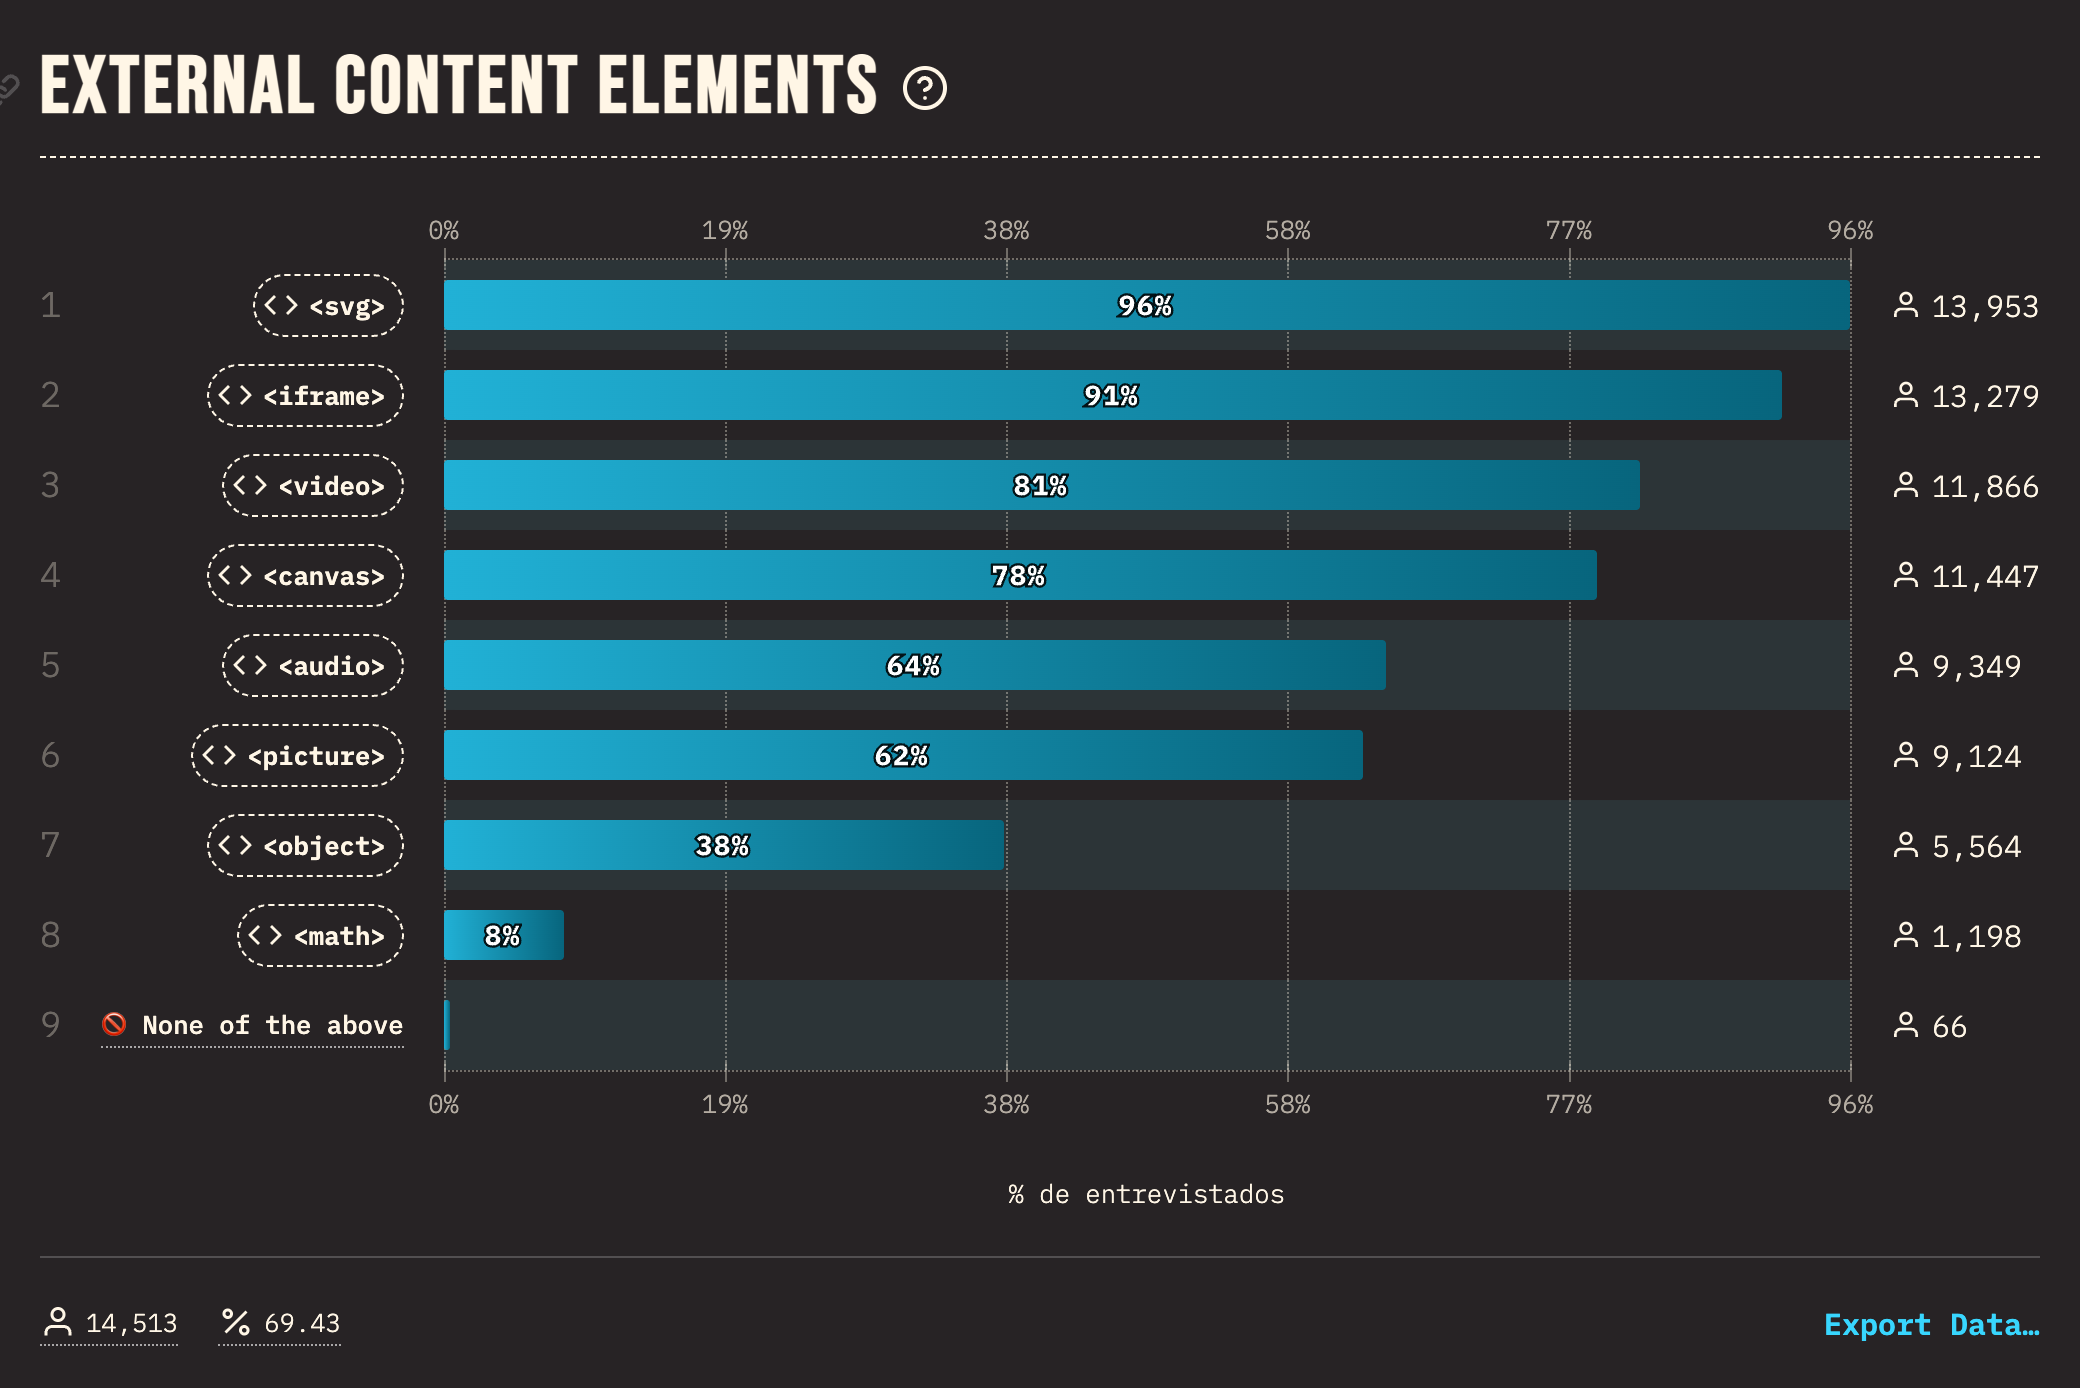 EXTERNAL CONTENT ELEMENTS
0% 19% 38% 58% 77% 96%
1 <> <svg> 96% 13,953
2 <> <iframe> 91% 13,279
3 <> <video> 81% 11,866
4 <> <canvas> 78% 11,447
5 <> <audio> 64% 9,349
6 <> <picture> 62% 9,124
7 <> <object> 38% 5,564
8 <> <math> 8% 1,198
9 🚫 None of the above 66
0% 19% 38% 58% 77% 96%
% de entrevistados
14,513 % 69.43 Export Data…